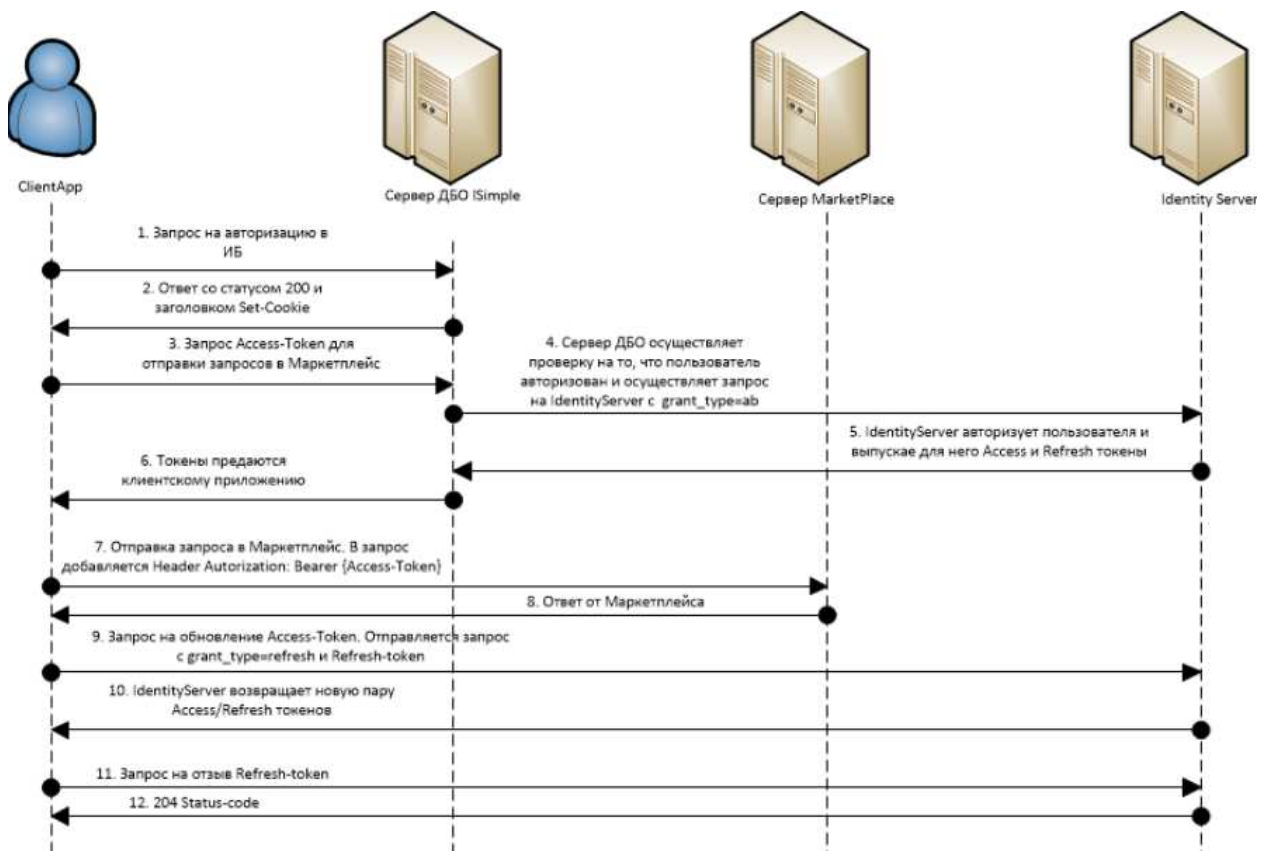 ClientApp
Сервер ДБО ISimple
Сервер MarketPlace
Identity Server
1. Запрос на авторизацию в
ИБ
2. Ответ со статусом 200 и
заголовком Set-Cookie
3. Запрос Access-Token для
отправки запросов в Маркетплейс
4. Сервер ДБО осуществляет
проверку на то, что пользователь
авторизован и осуществляет запрос
на IdentityServer с grant_type=ab
5. IdentityServer авторизует пользователя и
выпускае для него Access и Refresh токены
6. Токены предаются
клиентскому приложению
7. Отправка запроса в Маркетплейс. В запрос
добавляется Header Autorization: Bearer {Access-Token}
8. Ответ от Маркетплейса
9. Запрос на обновление Access-Token. Отправляется запрос
с grant_type=refresh и Refresh-token
10. IdentityServer возвращает новую пару
Access/Refresh токенов
11. Запрос на отзыв Refresh-token
12. 204 Status-code